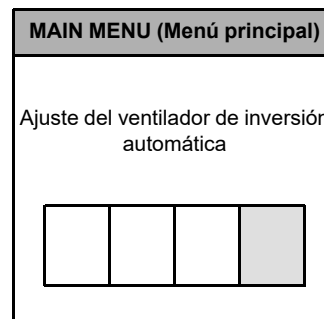 MAIN MENU (Menú principal)
Ajuste del ventilador de inversión
automática